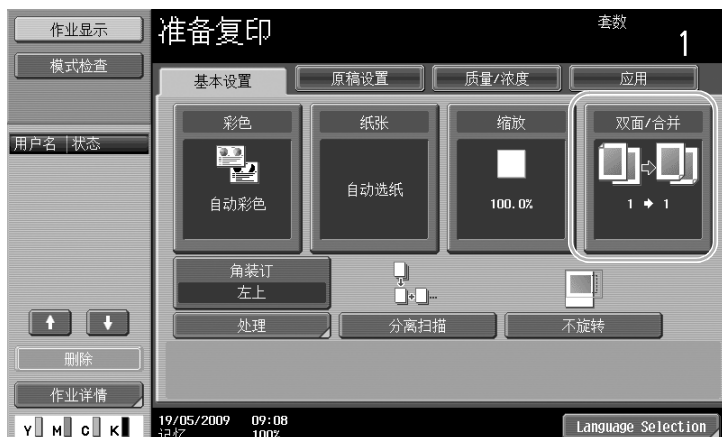 作业显示
模式检查
用户名 状态
删除
作业详情
Y M C K
准备复印
套数
1
基本设置
原稿设置
质量/浓度
应用
彩色
自动彩色
纸张
自动选纸
缩放
100.0%
双面/合并
1 ➔ 1
角装订
左上
处理
分离扫描
不旋转
19/05/2009 09:08
记忆 100%
Language Selection